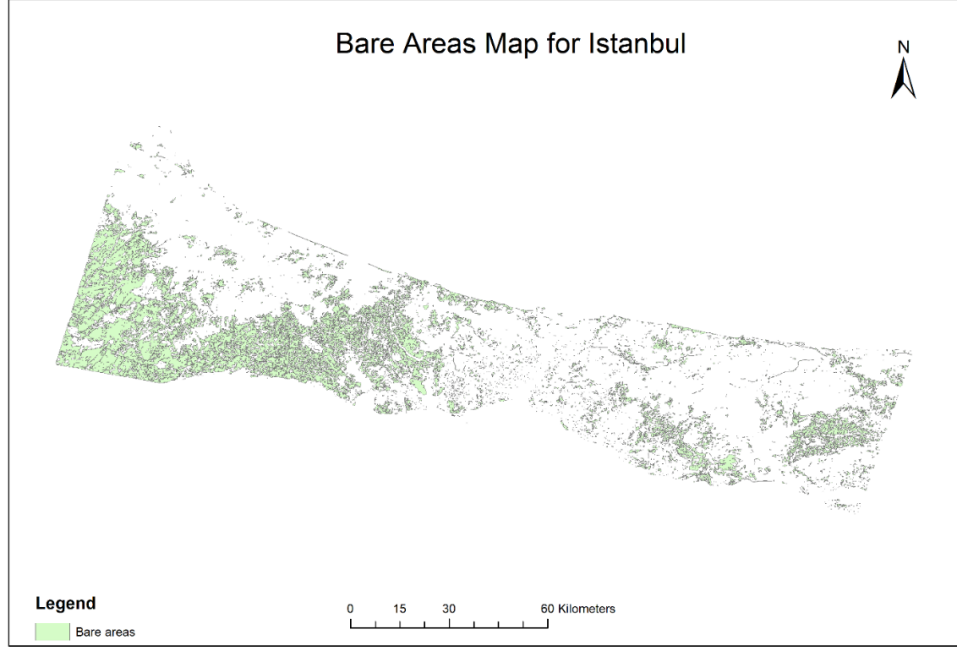 Bare Areas Map for Istanbul
N
Legend
Bare areas
0 15 30 60 Kilometers